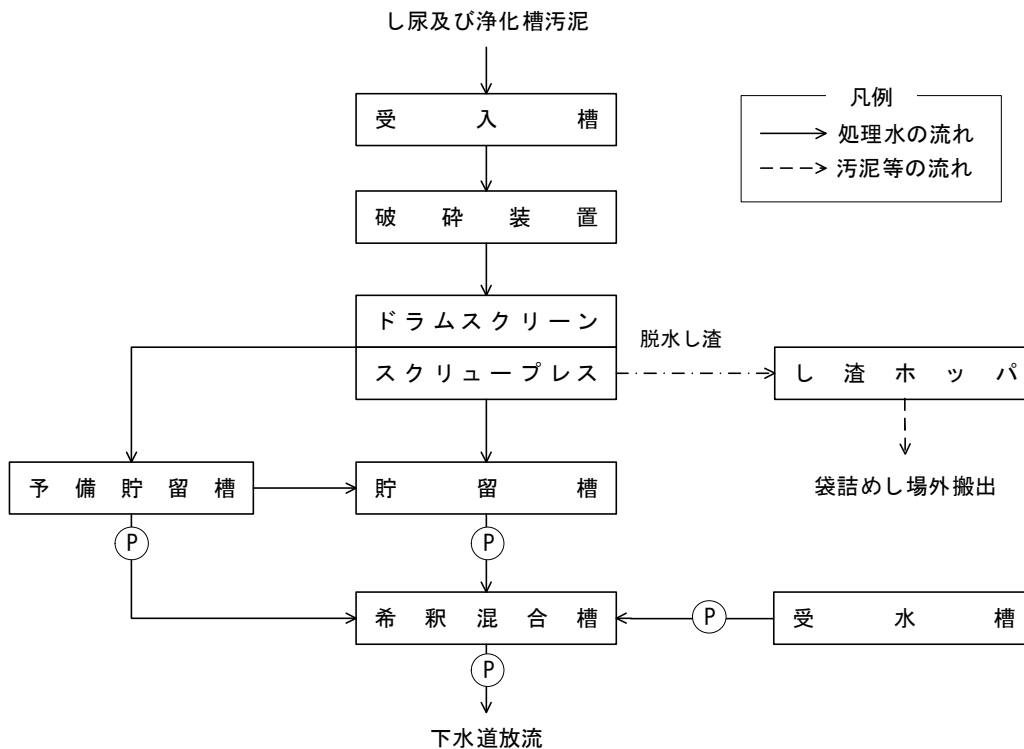 し尿及び浄化槽汚泥
受入槽
凡例
処理水の流れ
汚泥等の流れ
破砕装置
ドラムスクリーン
スクリュープレス
脱水し渣
し渣ホッパ
予備貯留槽
貯留槽
袋詰めし場外搬出
P
P
希釈混合槽
P
受水槽
P
下水道放流